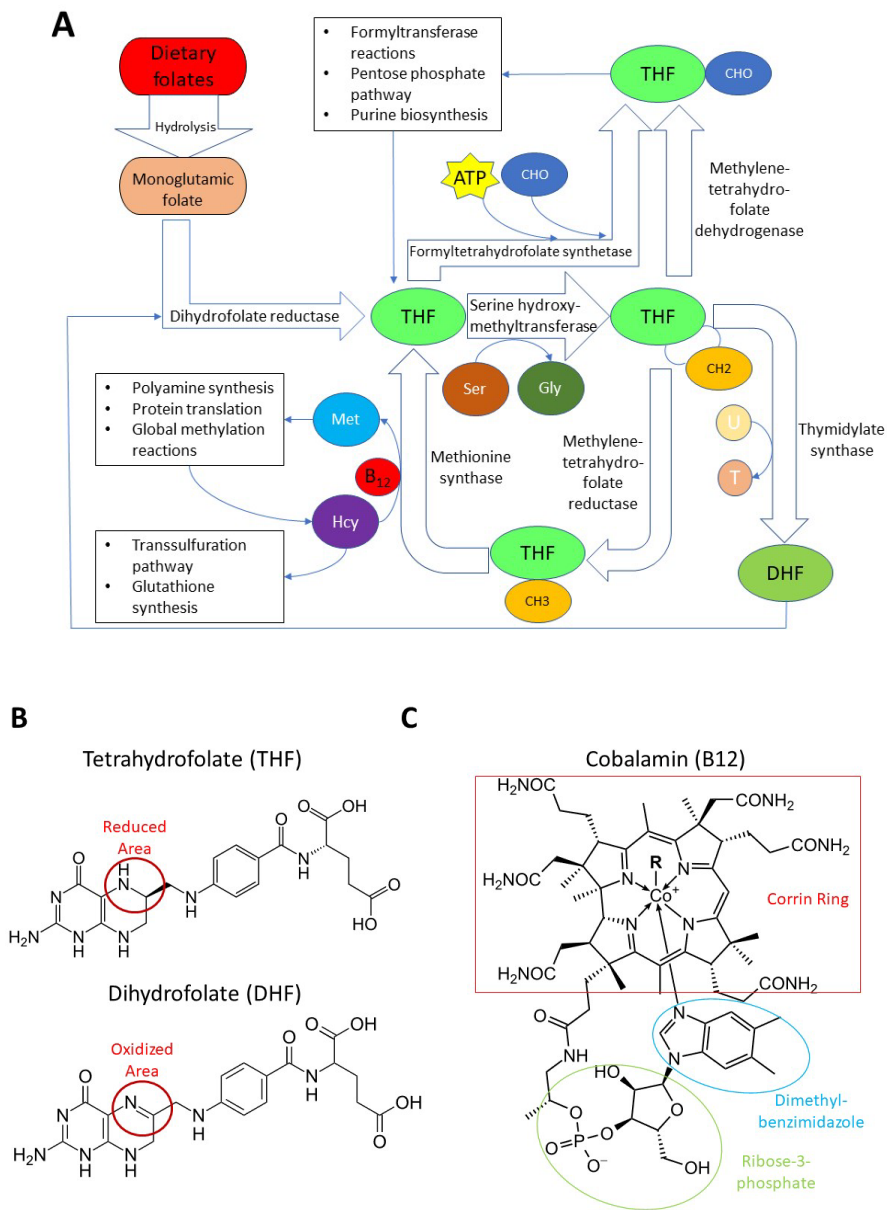 A
Dietary
folates
Hydrolysis
Monoglutamic
folate
• Formyltransferase
reactions
• Pentose phosphate
pathway
• Purine biosynthesis
THF
CHO
ATP
CHO
Methylene-
tetrahydro-
folate
dehydrogenase
Formyltetrahydrofolate synthetase
Dihydrofolate reductase
THF
Serine hydroxy-
methyltransferase
THF
CH2
Ser
Gly
• Polyamine synthesis
• Protein translation
• Global methylation
reactions
Met
B12
Hcy
Methionine
synthase
Methylene-
tetrahydro-
folate
reductase
U
T
Thymidylate
synthase
• Transsulfuration
pathway
• Glutathione
synthesis
THF
CH3
DHF
B
Tetrahydrofolate (THF)
Reduced
Area
O
HN
H2N
N
N
H
H
N
N
H
N
H
O
N
H
O
OH
O
OH
Dihydrofolate (DHF)
Oxidized
Area
O
HN
H2N
N
N
H
N
N
H
N
H
O
N
H
O
OH
O
OH
C
Cobalamin (B12)
H2NOC
CONH2
CONH2
H2NOC
R
N
N
Co+
N
N
Corrin Ring
H2NOC
CONH2
O
NH
N
N
HO
O
O
O
P
O
O−
OH
Dimethyl-
benzimidazole
Ribose-3-
phosphate